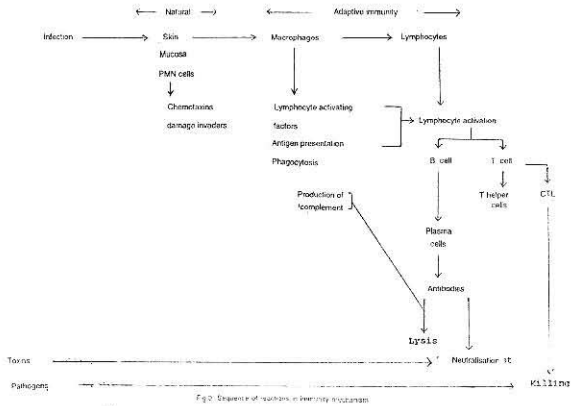 Natural
Adaptive immunity
Infection
Skin
Macrophages
Lymphocytes
Mucosa
PMN cells
Chemotaxins
damage invaders
Lymphocyte activating
factors
Antigen presentation
Phagocytosis
Lymphocyte activation
B cell
T cell
T helper
cells
CTL
Production of
complement
Plasma
cells
Antibodies
Lysis
Toxins
Neutralisation
Pathogens
Killing
Sequence of reactions in immunity mechanism